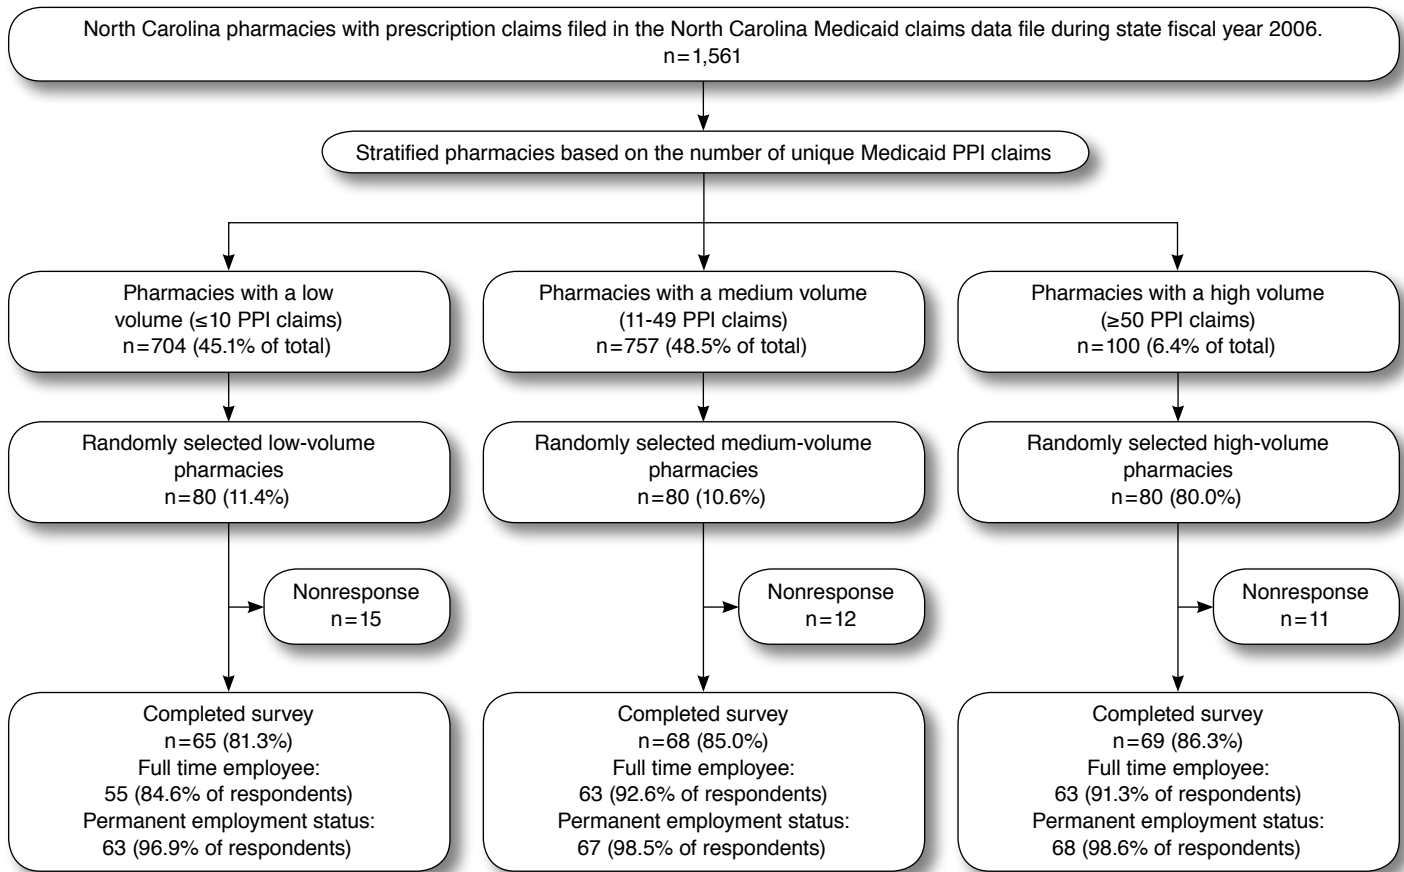 North Carolina pharmacies with prescription claims filed in the North Carolina Medicaid claims data file during state fiscal year 2006.
n=1,561
Stratified pharmacies based on the number of unique Medicaid PPI claims
Pharmacies with a low
volume (≤10 PPI claims)
n=704 (45.1% of total)
Pharmacies with a medium volume
(11-49 PPI claims)
n=757 (48.5% of total)
Pharmacies with a high volume
(≥50 PPI claims)
n=100 (6.4% of total)
Randomly selected low-volume
pharmacies
n=80 (11.4%)
Randomly selected medium-volume
pharmacies
n=80 (10.6%)
Randomly selected high-volume
pharmacies
n=80 (80.0%)
Nonresponse
n=15
Nonresponse
n=12
Nonresponse
n=11
Completed survey
n=65 (81.3%)
Full time employee:
55 (84.6% of respondents)
Permanent employment status:
63 (96.9% of respondents)
Completed survey
n=68 (85.0%)
Full time employee:
63 (92.6% of respondents)
Permanent employment status:
67 (98.5% of respondents)
Completed survey
n=69 (86.3%)
Full time employee:
63 (91.3% of respondents)
Permanent employment status:
68 (98.6% of respondents)